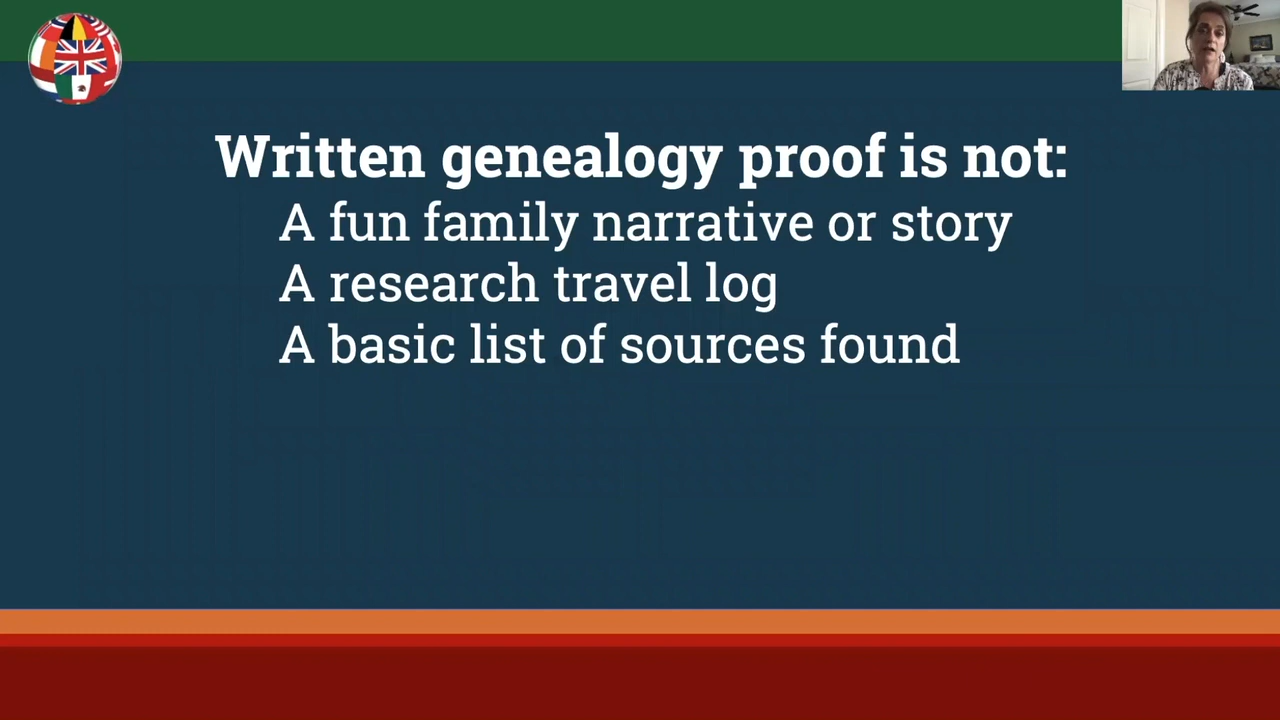 Written genealogy proof is not:
A fun family narrative or story
A research travel log
A basic list of sources found